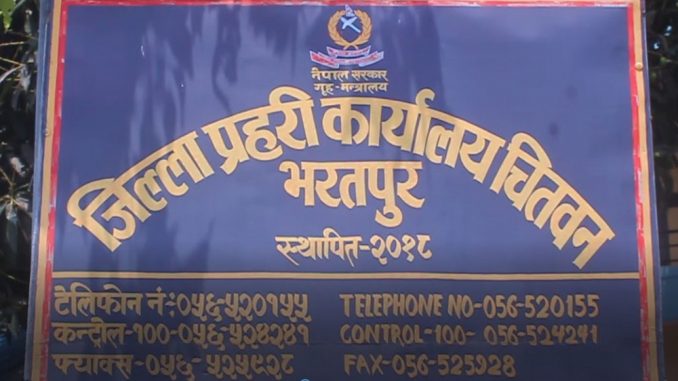 नेपाल सरकार
गृह-मन्त्रालय
जिल्ला प्रहरी कार्यालय चितवन
भरतपुर
स्थापित-२०१८
टेलिफोन नं:०५६-५२०१५५ TELEPHONE NO-056-520155
कन्ट्रोल-100-०५६-५२४२४१ CONTROL-100- 056-524241
फ्याक्स-०५६-५२५९२८ FAX-056-525928